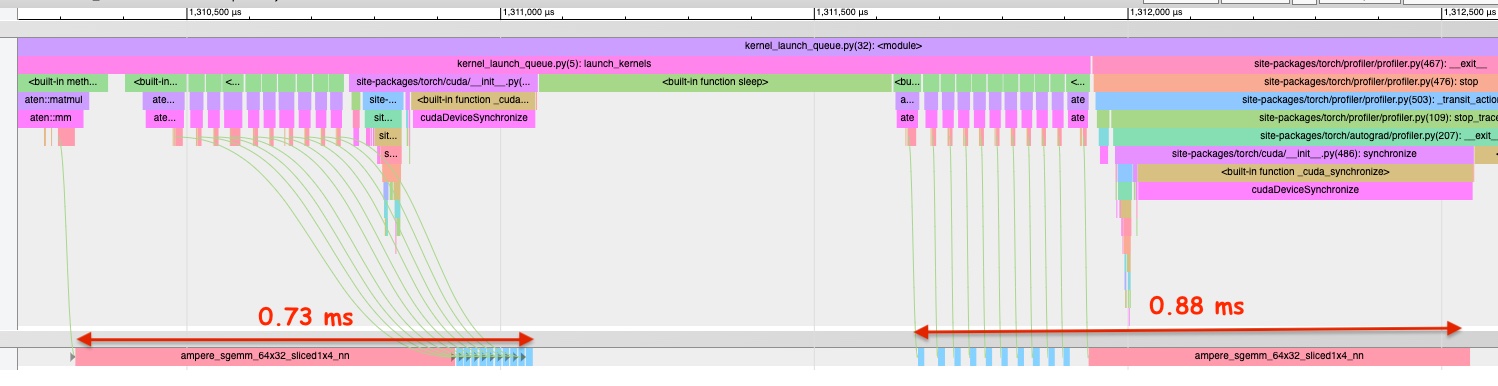 1,310,500 µs 1,311,000 µs 1,311,500 µs 1,312,000 µs 1,312,500 µs
kernel_launch_queue.py(32): <module>
kernel_launch_queue.py(5): launch_kernels site-packages/torch/profiler/profiler.py(467): __exit__
<built-in meth... <built-in... <... site-packages/torch/cuda/__init__.py(... <built-in function sleep> <bu... <... site-packages/torch/profiler/profiler.py(476): stop
aten::matmul ate... site-... <built-in function _cuda... a... ate site-packages/torch/profiler/profiler.py(503): _transit_actio
aten::mm ate... sit... cudaDeviceSynchronize ate ate site-packages/torch/profiler/profiler.py(109): stop_trace
sit... site-packages/torch/autograd/profiler.py(207): __exit__
s... site-packages/torch/cuda/__init__.py(486): synchronize
<built-in function _cuda_synchronize>
cudaDeviceSynchronize
0.73 ms 0.88 ms
ampere_sgemm_64x32_sliced1x4_nn ampere_sgemm_64x32_sliced1x4_nn